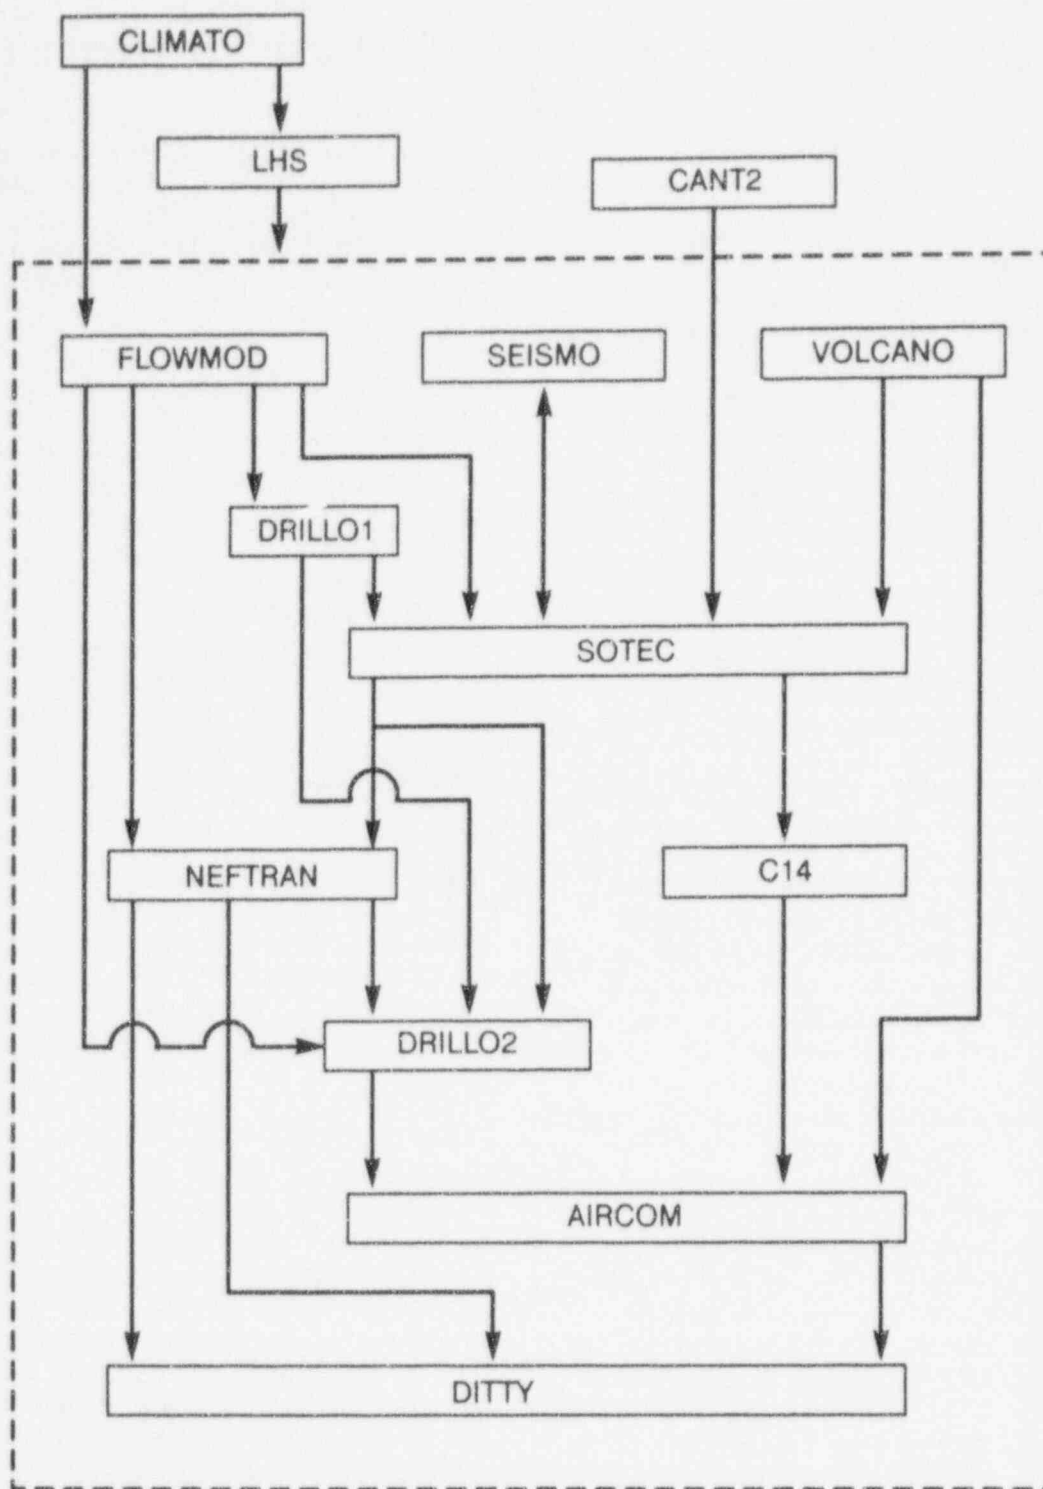 CLIMATO
LHS
CANT2
FLOWMOD
SEISMO
VOLCANO
DRILLO1
SOTEC
NEFTRAN
C14
DRILLO2
AIRCOM
DITTY